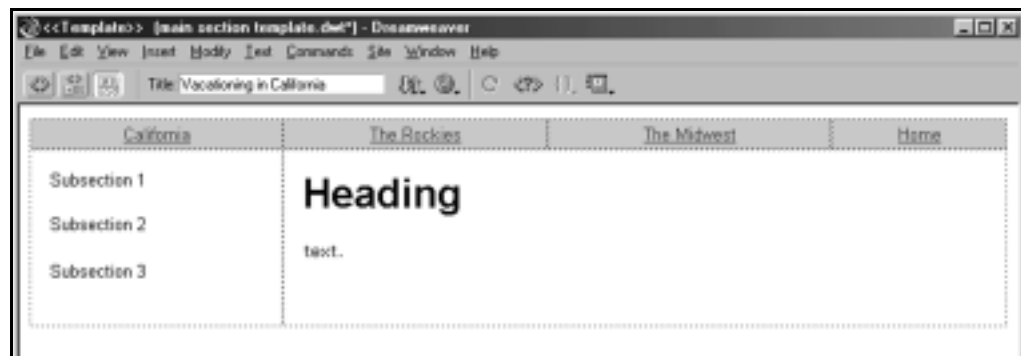 <<Template>> (main section template.dwt*) - Dreamweaver
File Edit View Insert Modify Text Commands Site Window Help
Title: Vacationing in California
California The Rockies The Midwest Home
Subsection 1
Heading
Subsection 2
text.
Subsection 3